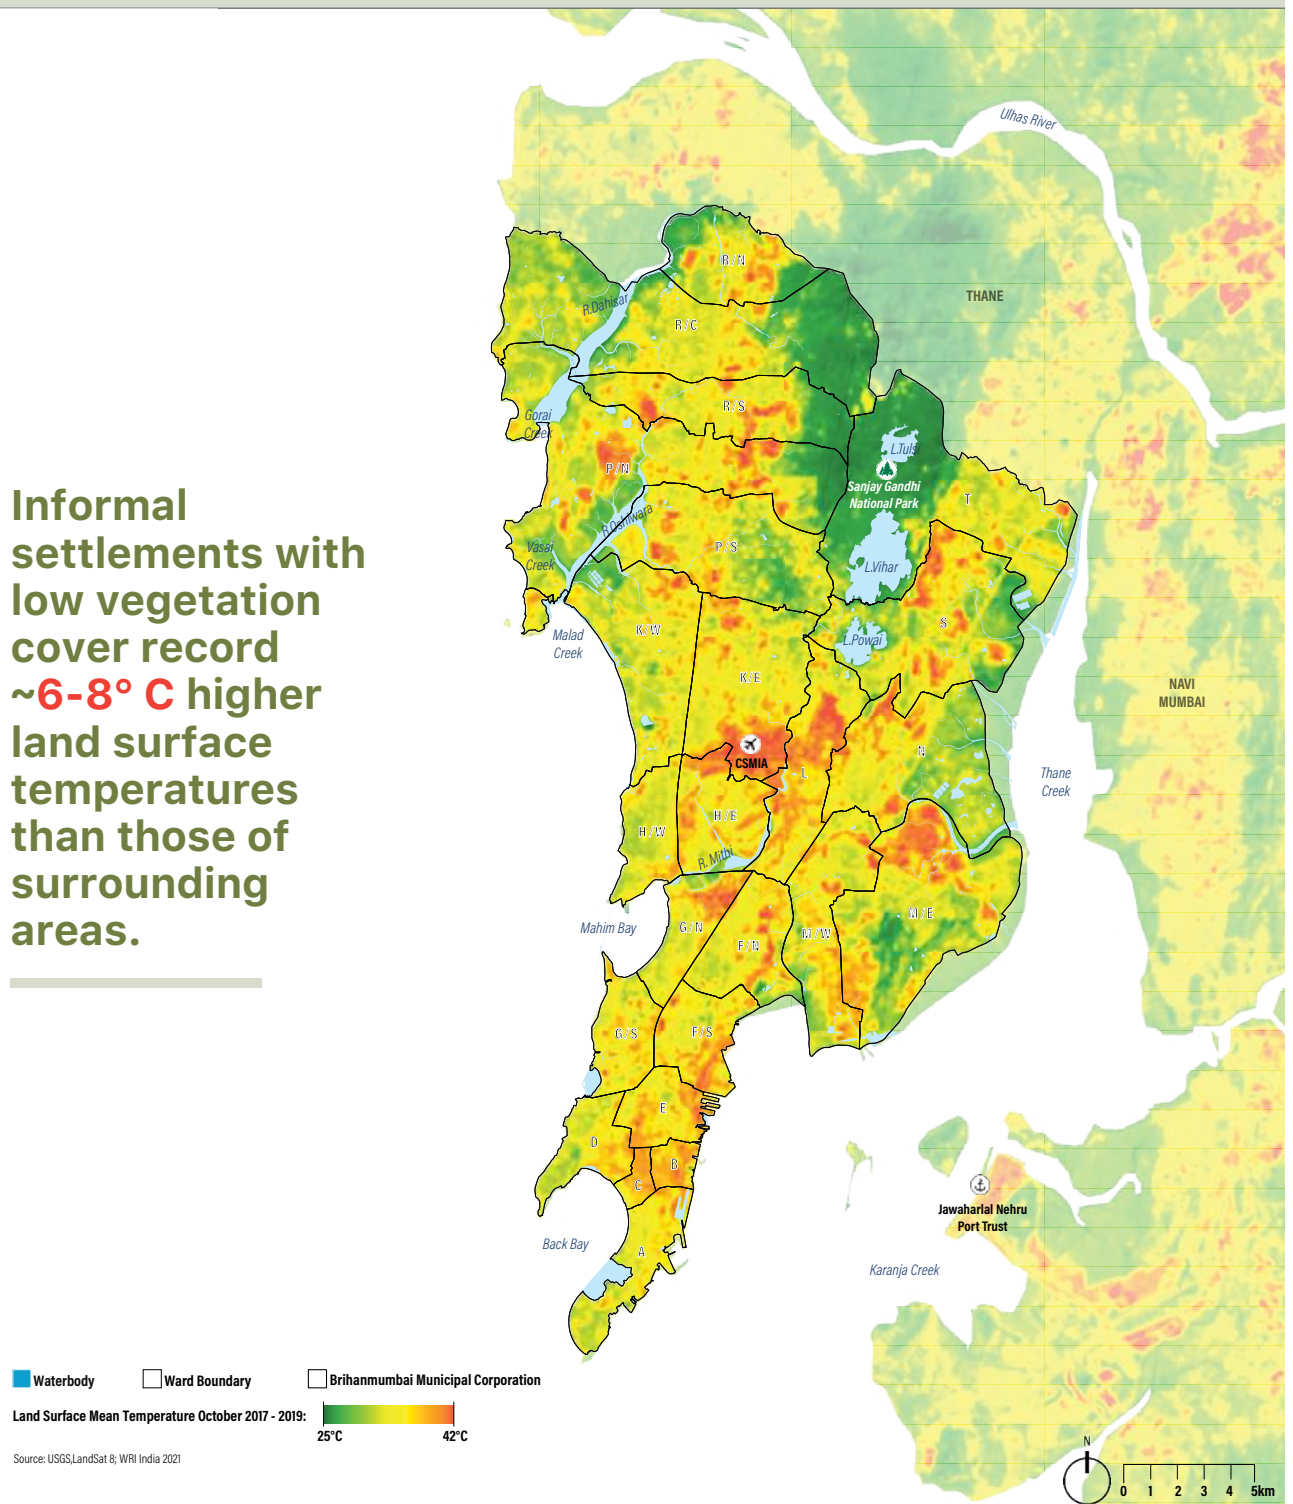 Informal
settlements with
low vegetation
cover record
~6-8° C higher
land surface
temperatures
than those of
surrounding
areas.
Ulhas River
THANE
R/N
R.Dahisar
R/C
R/S
Gorai
Creek
L.Tulsi
P/N
Sanjay Gandhi
National Park
T
R.Oshiwara
Vasai
Creek
P/S
L.Vihar
Malad
Creek
K/W
L.Powai
S
K/E
NAVI
MUMBAI
CSMIA
L
N
Thane
Creek
H/W
H/E
R. Mithi
Mahim Bay
G/N
F/N
M/W
M/E
G/S
F/S
E
D
B
C
A
Back Bay
Jawaharlal Nehru
Port Trust
Karanja Creek
Waterbody
Ward Boundary
Brihanmumbai Municipal Corporation
Land Surface Mean Temperature October 2017 - 2019:
25°C
42°C
Source: USGS,LandSat 8; WRI India 2021
N
0 1 2 3 4 5km